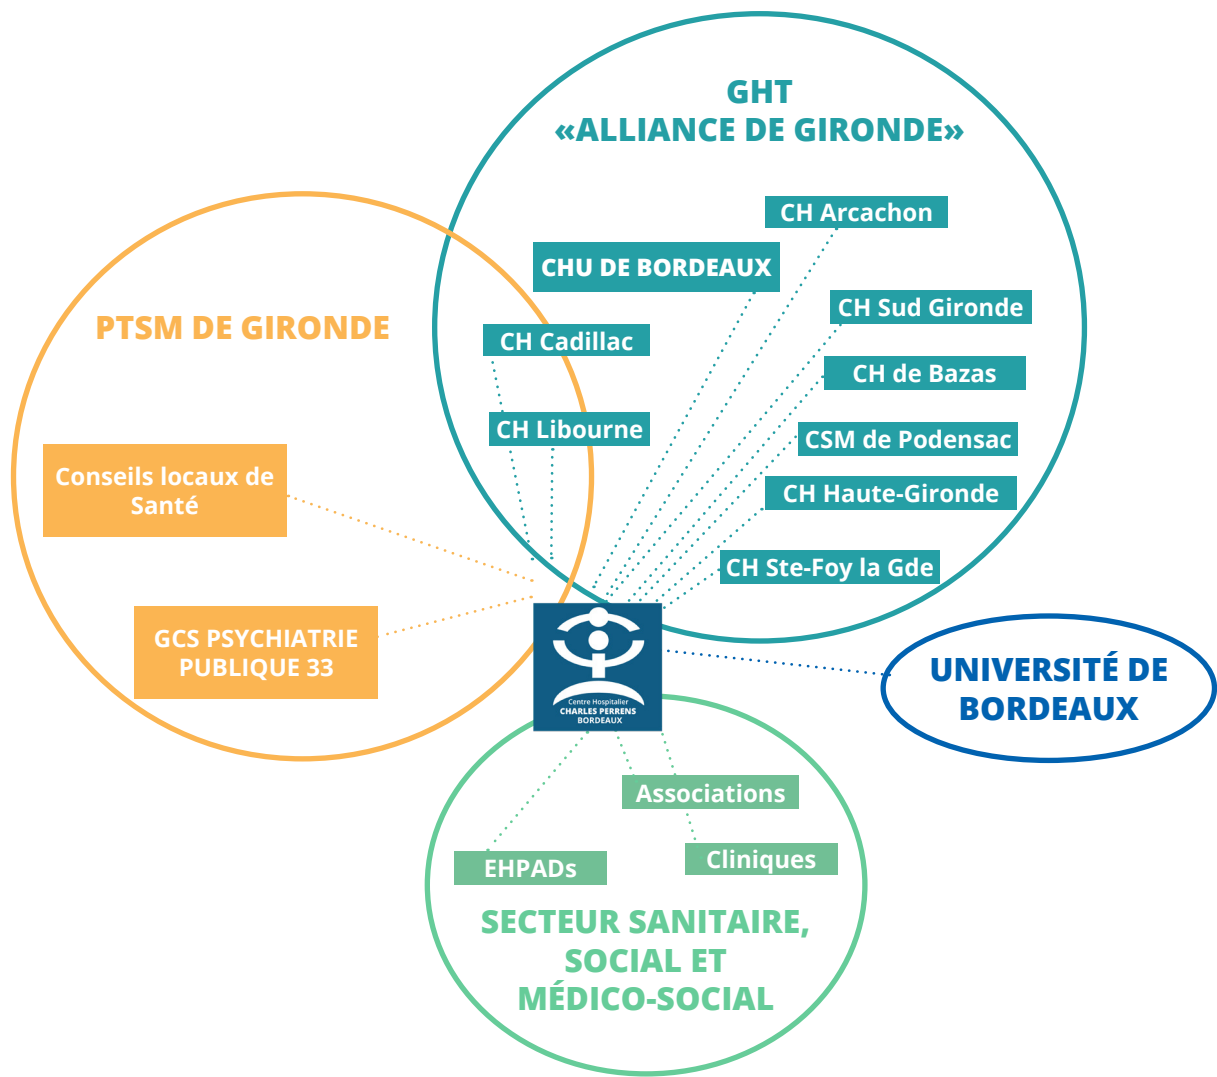 GHT
«ALLIANCE DE GIRONDE»
CH Arcachon
CHU DE BORDEAUX
CH Sud Gironde
PTSM DE GIRONDE
CH Cadillac
CH de Bazas
CH Libourne
CSM de Podensac
Conseils locaux de
Santé
CH Haute-Gironde
CH Ste-Foy la Gde
GCS PSYCHIATRIE
PUBLIQUE 33
UNIVERSITÉ DE
BORDEAUX
Centre Hospitalier
CHARLES PERRENS
BORDEAUX
Associations
Cliniques
EHPADs
SECTEUR SANITAIRE,
SOCIAL ET
MÉDICO-SOCIAL